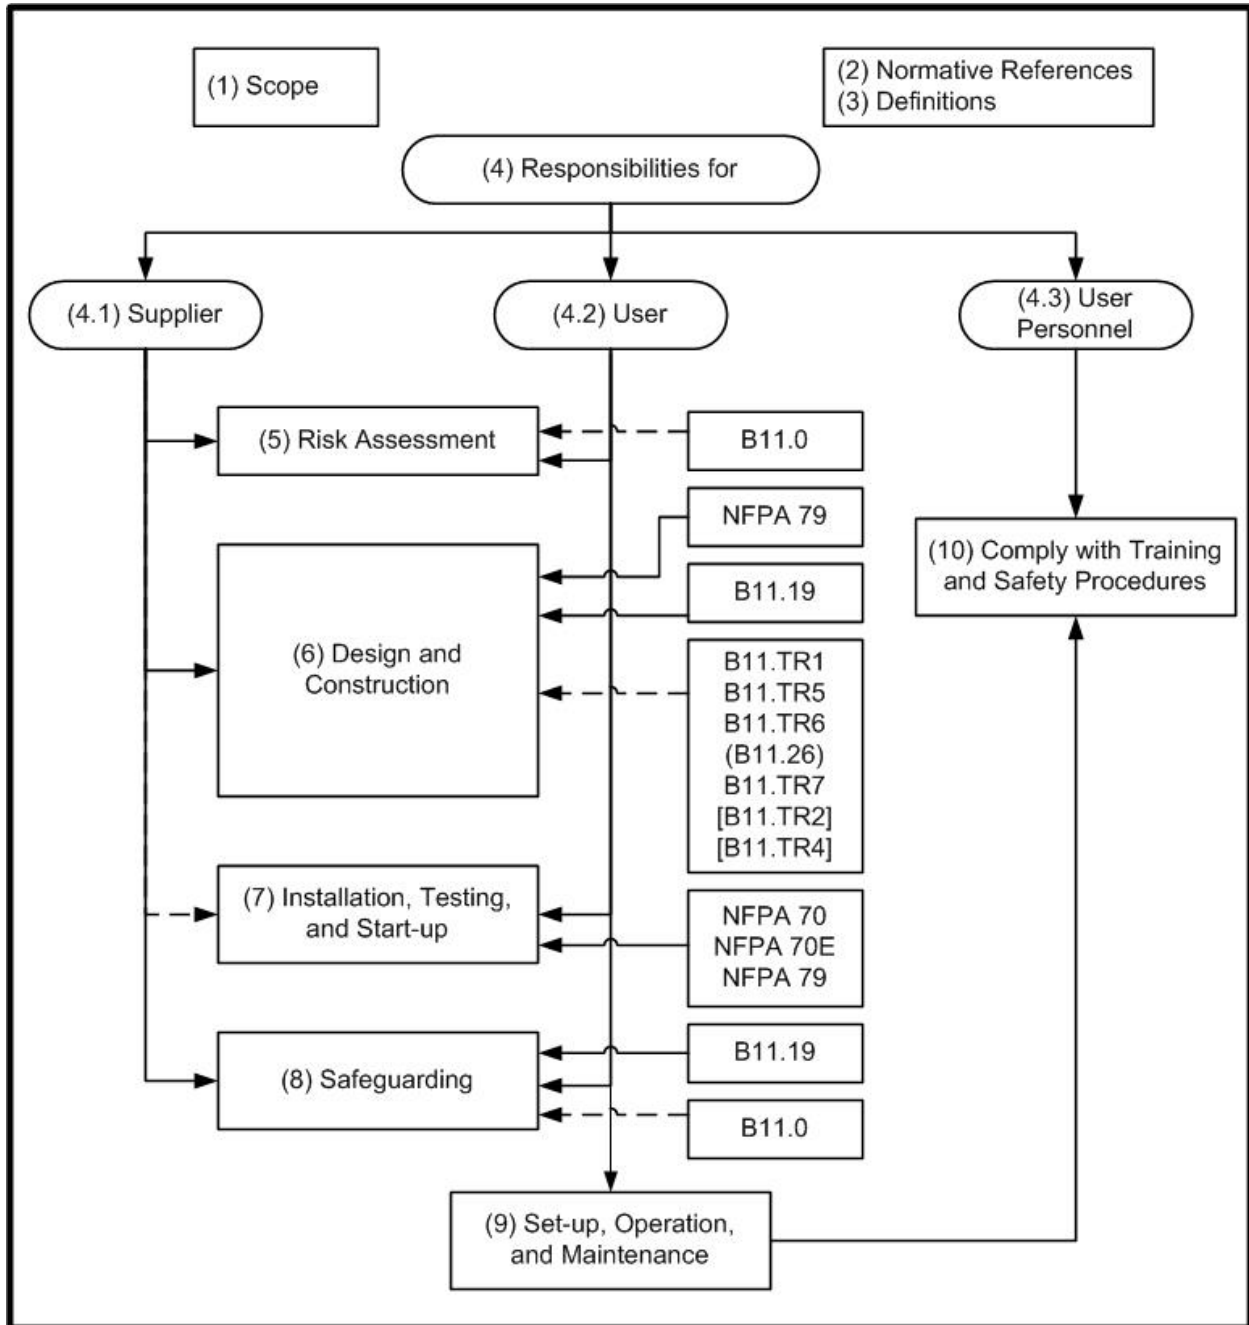 (1) Scope
(2) Normative References
(3) Definitions
(4) Responsibilities for
(4.1) Supplier
(4.2) User
(4.3) User
Personnel
(5) Risk Assessment
B11.0
NFPA 79
(10) Comply with Training
and Safety Procedures
B11.19
(6) Design and
Construction
B11.TR1
B11.TR5
B11.TR6
(B11.26)
B11.TR7
[B11.TR2]
[B11.TR4]
(7) Installation, Testing,
and Start-up
NFPA 70
NFPA 70E
NFPA 79
(8) Safeguarding
B11.19
B11.0
(9) Set-up, Operation,
and Maintenance